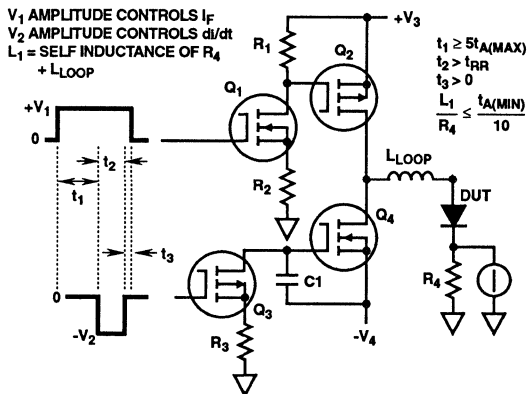 V1 AMPLITUDE CONTROLS IF
V2 AMPLITUDE CONTROLS di/dt
L1 = SELF INDUCTANCE OF R4
+ LLOOP
+V1
0
t2
t1
t3
0
-V2
R1
Q1
R2
Q2
+V3
Q3
R3
C1
Q4
-V4
LLOOP
DUT
R4
t1 ≥ 5tA(MAX)
t2 > tRR
t3 > 0
L1/R4 ≤ tA(MIN)/10